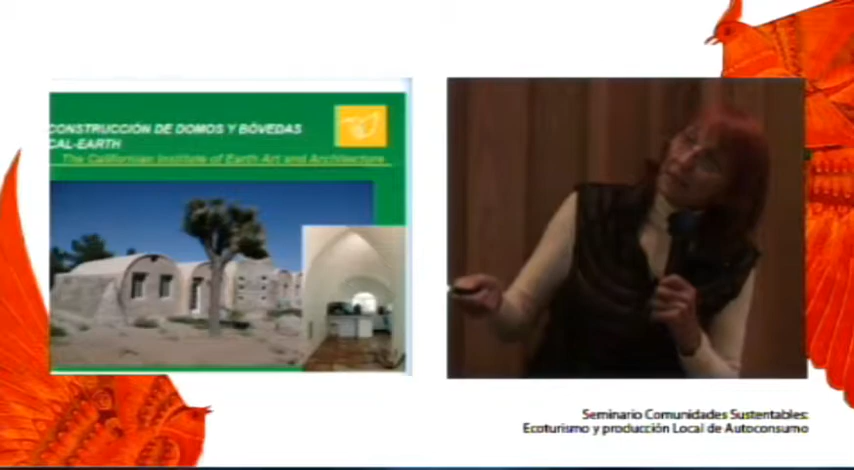 CONSTRUCCIÓN DE DOMOS Y BÓVEDAS
CAL-EARTH
The Californian Institute of Earth Art and Architecture
Seminario Comunidades Sustentables:
Ecoturismo y producción Local de Autoconsumo